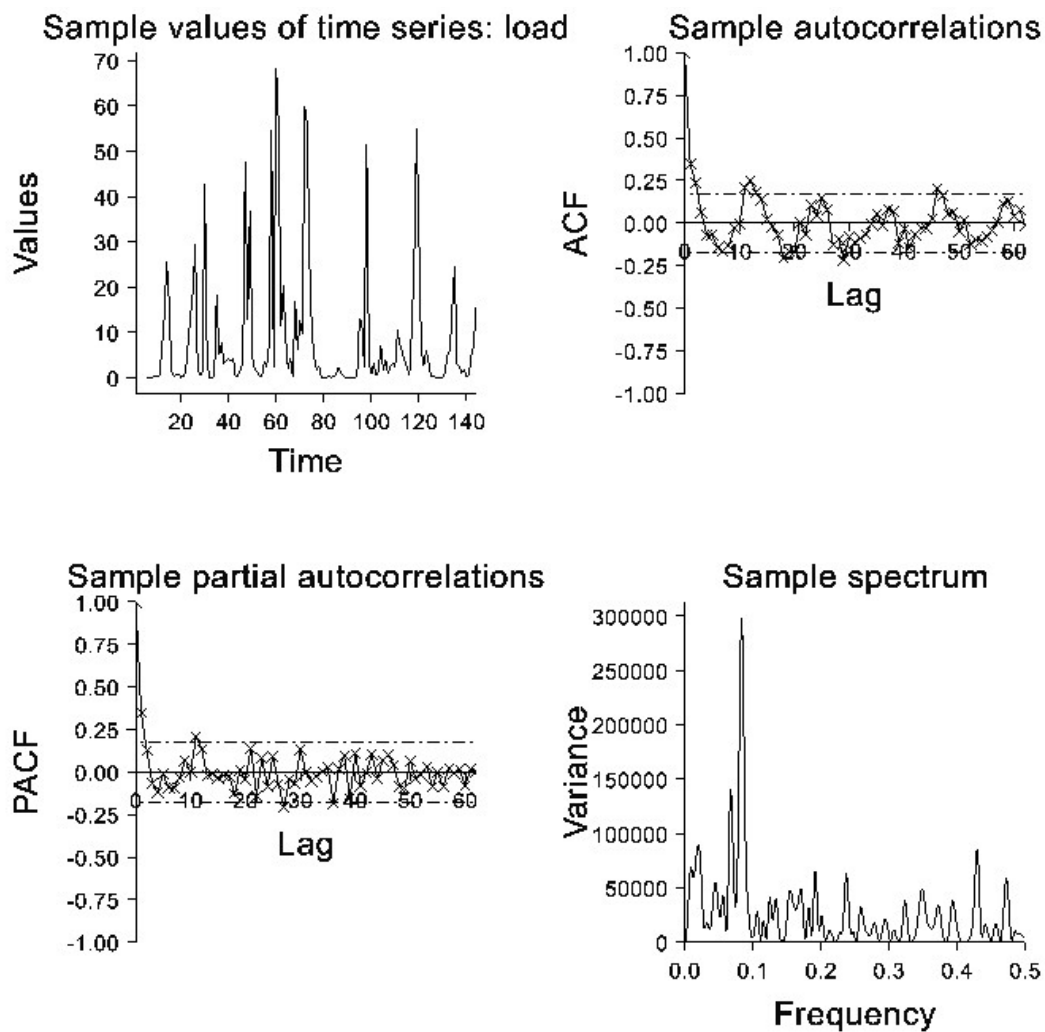 Sample values of time series: load
70
60
50
40
30
20
10
0
Values
20 40 60 80 100 120 140
Time
Sample autocorrelations
1.00
0.75
0.50
0.25
0.00
-0.25
-0.50
-0.75
-1.00
ACF
0 10 20 30 40 50 60
Lag
Sample partial autocorrelations
1.00
0.75
0.50
0.25
0.00
-0.25
-0.50
-0.75
-1.00
PACF
0 10 20 30 40 50 60
Lag
Sample spectrum
300000
250000
200000
150000
100000
50000
0
Variance
0.0 0.1 0.2 0.3 0.4 0.5
Frequency